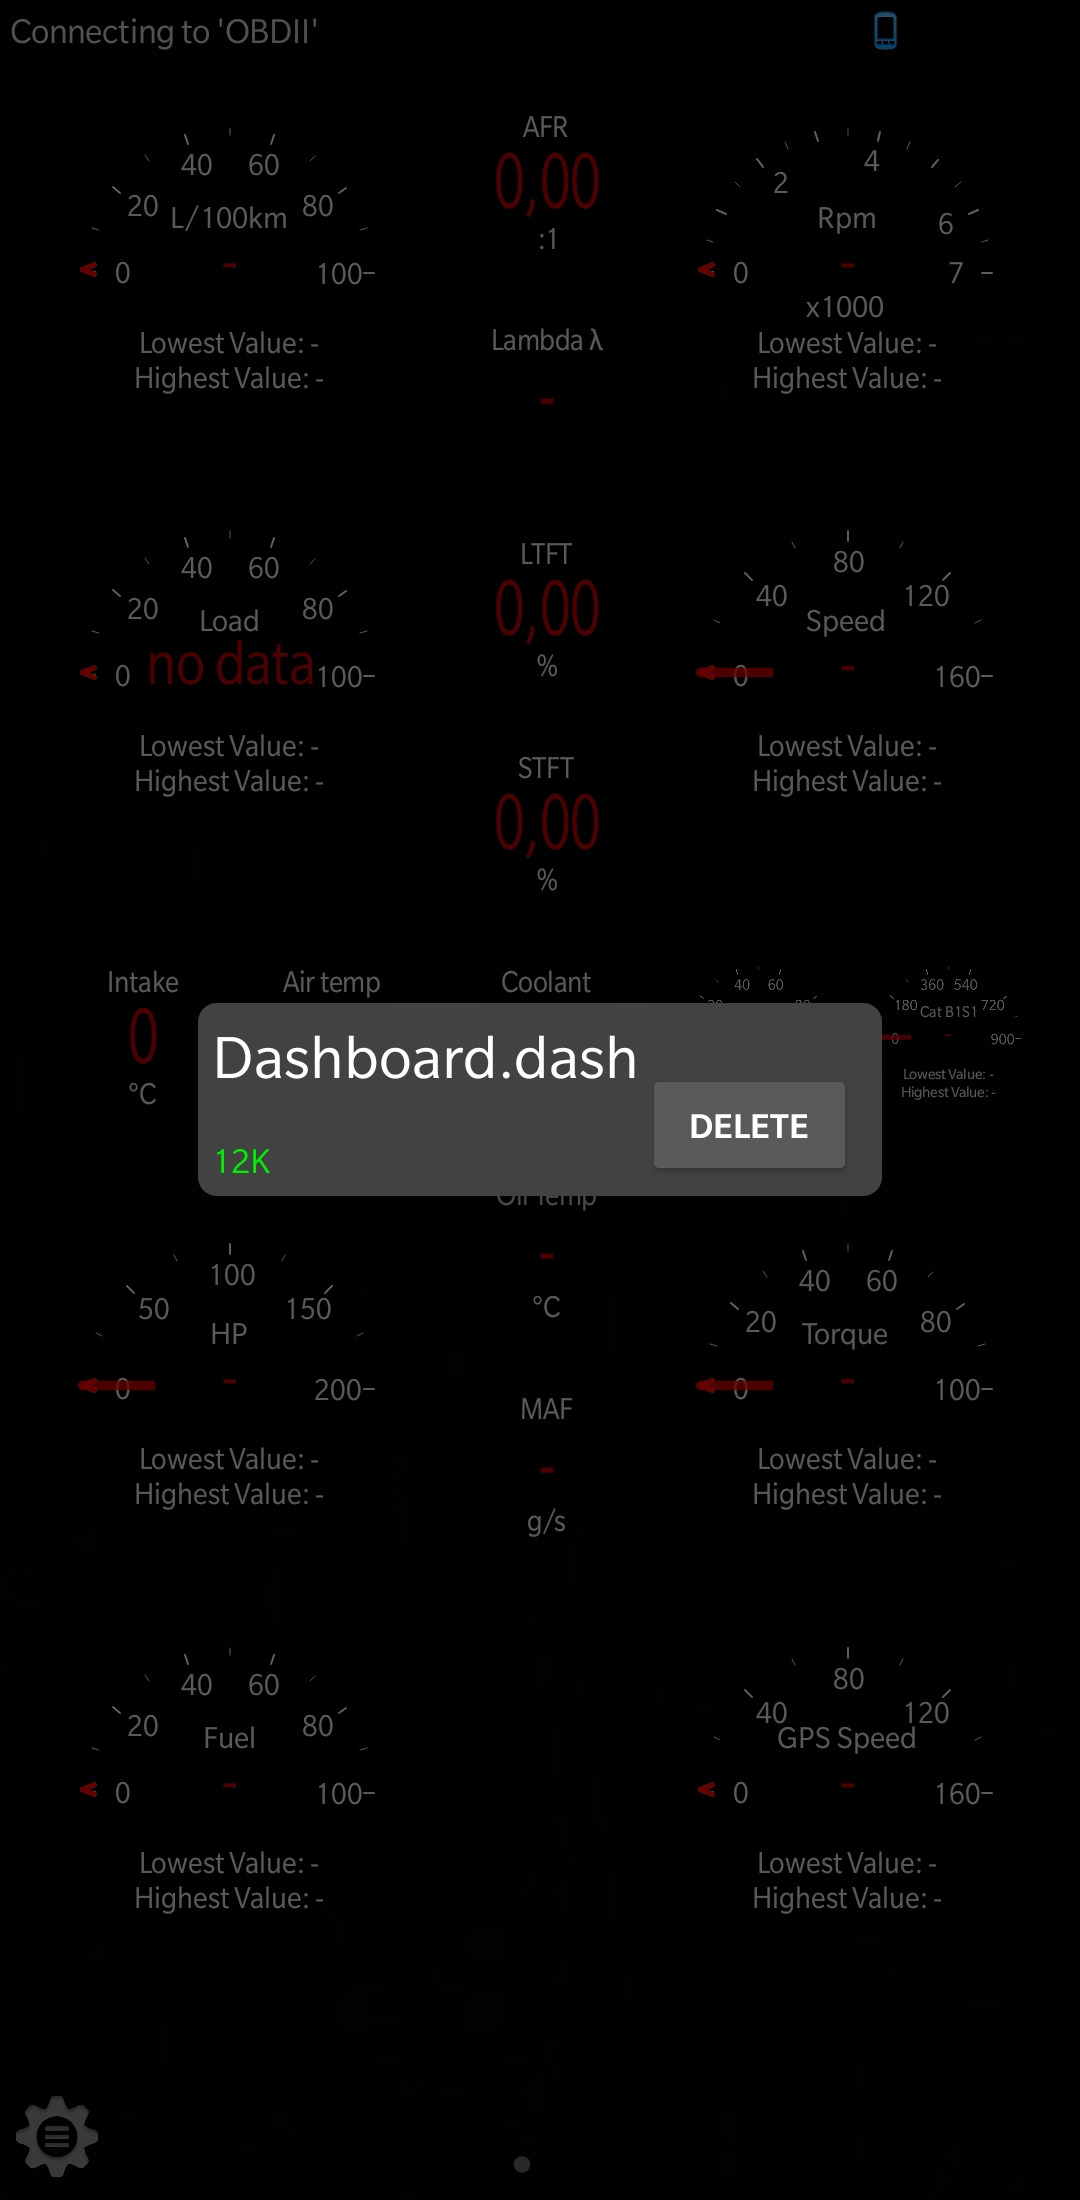 Connecting to 'OBDII'
40 60
20 L/100km 80
0 - 100
Lowest Value: -
Highest Value: -
AFR
0,00
:1
2 4
Rpm 6
0 - 7
x1000
Lowest Value: -
Highest Value: -
Lambda λ
-
40 60
20 Load 80
0 no data 100
Lowest Value: -
Highest Value: -
LTFT
0,00
%
80
40 120
Speed
0 - 160
Lowest Value: -
Highest Value: -
STFT
0,00
%
Intake
0
°C
Air temp
Coolant
40 60
360 540
180 Cat B1S1 720
0 - 900
Lowest Value: -
Highest Value: -
Dashboard.dash
DELETE
12K
Oil Temp
-
°C
100
50 150
HP
0 - 200
Lowest Value: -
Highest Value: -
40 60
20 Torque 80
0 - 100
Lowest Value: -
Highest Value: -
MAF
-
g/s
40 60
20 Fuel 80
0 - 100
Lowest Value: -
Highest Value: -
80
40 120
GPS Speed
0 - 160
Lowest Value: -
Highest Value: -